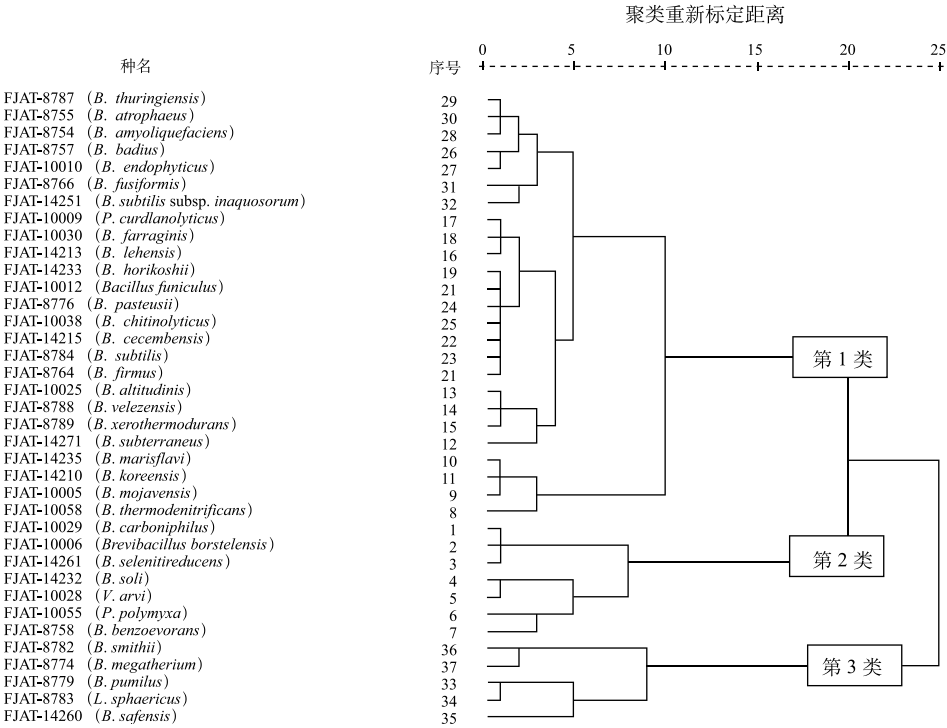 聚类重新标定距离
0 5 10 15 20 25
种名 序号
FJAT-8787 (B. thuringiensis) 29
FJAT-8755 (B. atrophaeus) 30
FJAT-8754 (B. amyoliquefaciens) 28
FJAT-8757 (B. badius) 26
FJAT-10010 (B. endophyticus) 27
FJAT-8766 (B. fusiformis) 31
FJAT-14251 (B. subtilis subsp. inaquosorum) 32
FJAT-10009 (P. curdlanolyticus) 17
FJAT-10030 (B. farraginis) 18
FJAT-14213 (B. lehensis) 16
FJAT-14233 (B. horikoshii) 19
FJAT-10012 (Bacillus funiculus) 21
FJAT-8776 (B. pasteusii) 24
FJAT-10038 (B. chitinolyticus) 25
FJAT-14215 (B. cecembensis) 22
FJAT-8784 (B. subtilis) 23
FJAT-8764 (B. firmus) 21
FJAT-10025 (B. altitudinis) 13
FJAT-8788 (B. velezensis) 14
FJAT-8789 (B. xerothermodurans) 15
FJAT-14271 (B. subterraneus) 12
FJAT-14235 (B. marisflavi) 10
FJAT-14210 (B. koreensis) 11
FJAT-10005 (B. mojavensis) 9
FJAT-10058 (B. thermodenitrificans) 8
FJAT-10029 (B. carboniphilus) 1
FJAT-10006 (Brevibacillus borstelensis) 2
FJAT-14261 (B. selenitireducens) 3
FJAT-14232 (B. soli) 4
FJAT-10028 (V. arvi) 5
FJAT-10055 (P. polymyxa) 6
FJAT-8758 (B. benzoevorans) 7
FJAT-8782 (B. smithii) 36
FJAT-8774 (B. megatherium) 37
FJAT-8779 (B. pumilus) 33
FJAT-8783 (L. sphaericus) 34
FJAT-14260 (B. safensis) 35
第1类
第2类
第3类